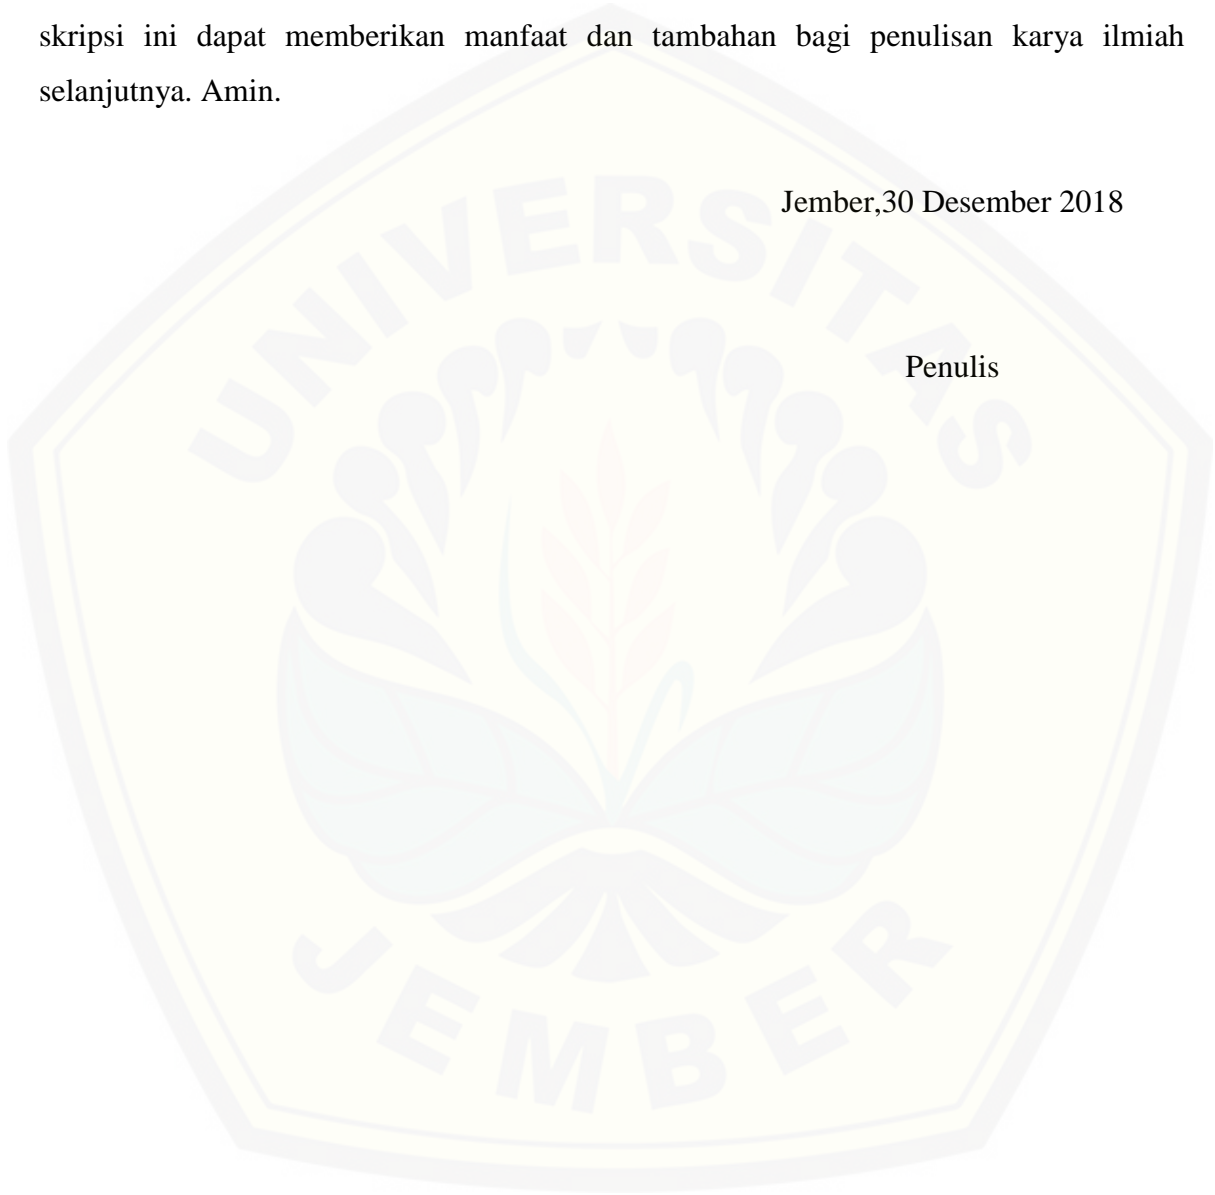 skripsi ini dapat memberikan manfaat dan tambahan bagi penulisan karya ilmiah
selanjutnya. Amin.
Jember,30 Desember 2018
Penulis
UNIVERSITAS
JEMBER